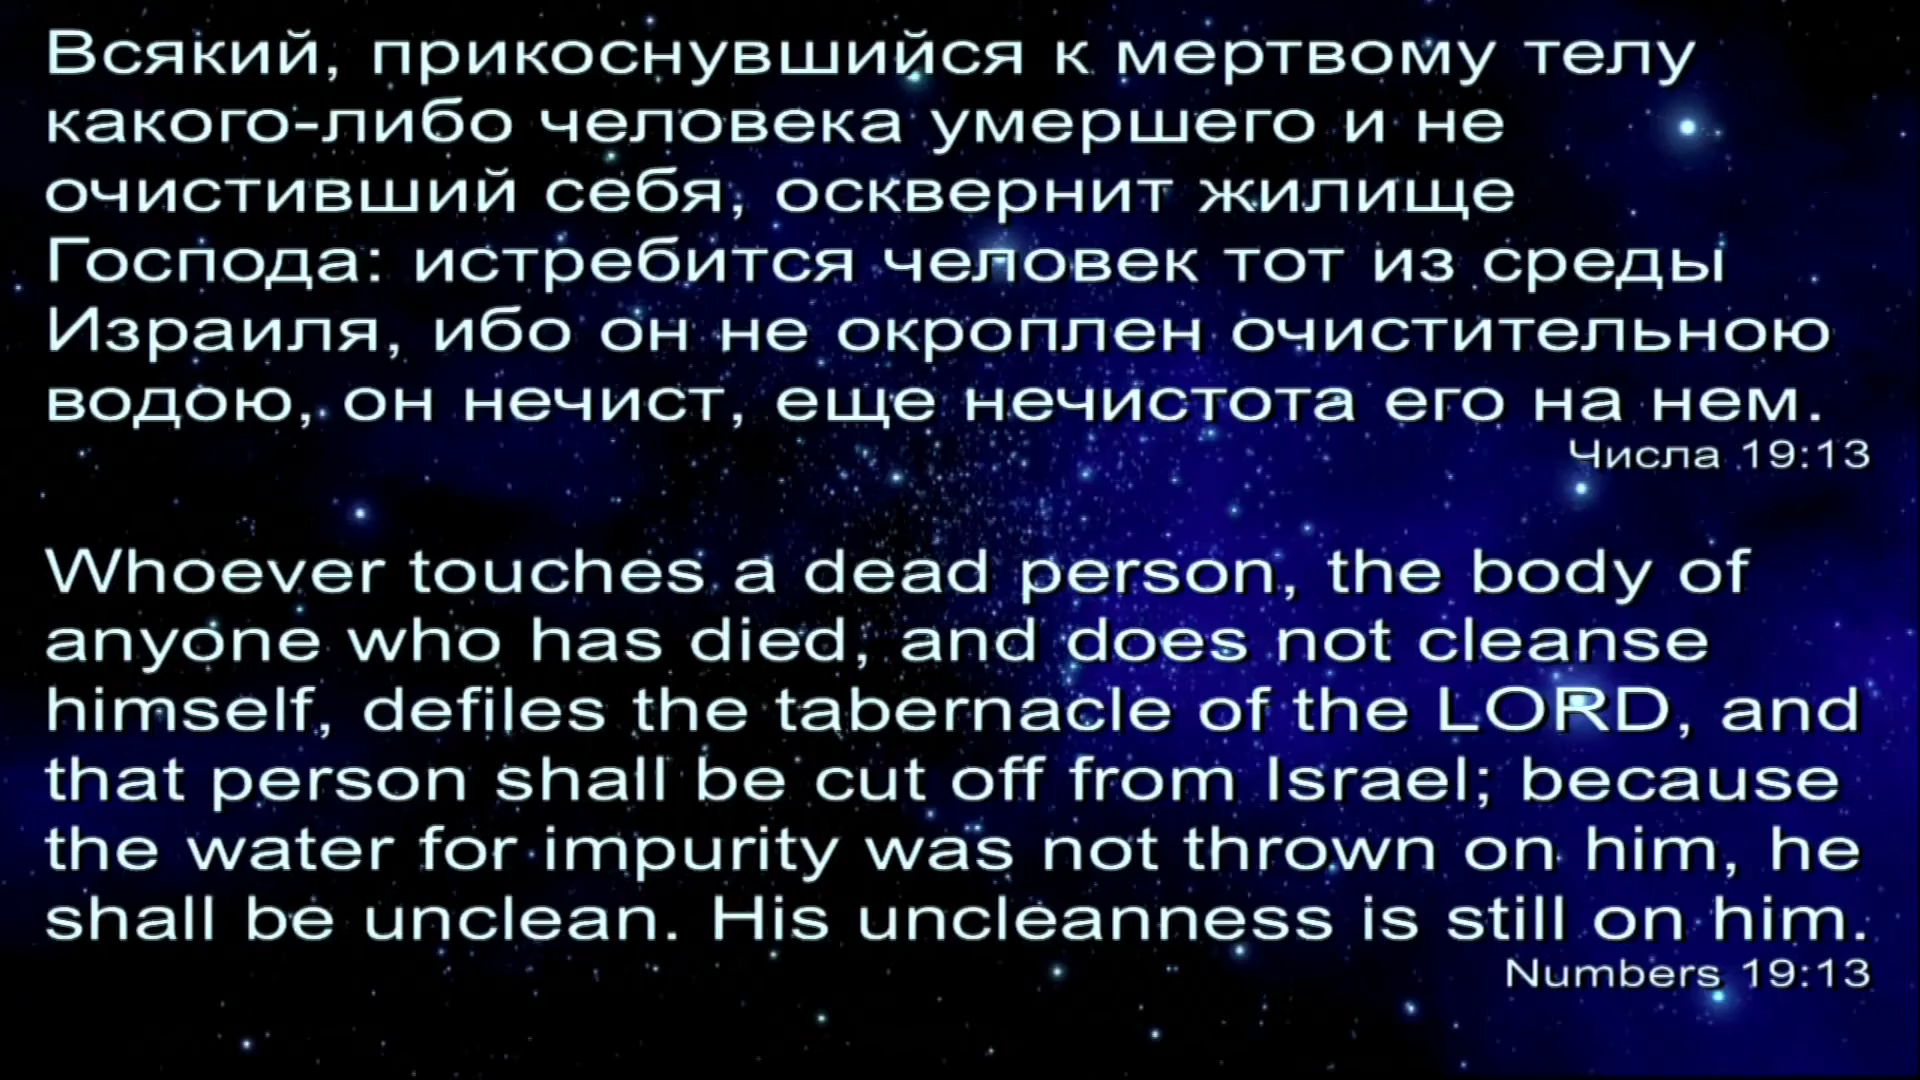 Всякий, прикоснувшийся к мертвому телу
какого-либо человека умершего и не
очистивший себя, осквернит жилище
Господа: истребится человек тот из среды
Израиля, ибо он не окроплен очистительною
водою, он нечист, еще нечистота его на нем.
Числа 19:13
Whoever touches a dead person, the body of
anyone who has died, and does not cleanse
himself, defiles the tabernacle of the LORD, and
that person shall be cut off from Israel; because
the water for impurity was not thrown on him, he
shall be unclean. His uncleanness is still on him.
Numbers 19:13